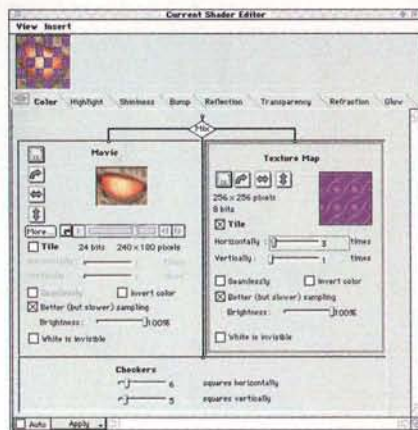 Current Shader Editor
View Insert
Color Highlight Shininess Bump Reflection Transparency Refraction Glow
Mix
Movie
More...
Tile 24 bits 240 x 180 pixels
Horizontally times
Vertically
Seamlessly Invert color
Better (but slower) sampling
Brightness: 100%
White is invisible
Texture Map
256 x 256 pixels
8 bits
Tile
Horizontally: 3 times
Vertically: 1 times
Seamlessly Invert color
Better (but slower) sampling
Brightness: 100%
White is invisible
Checkers
6 squares horizontally
5 squares vertically
Auto Apply